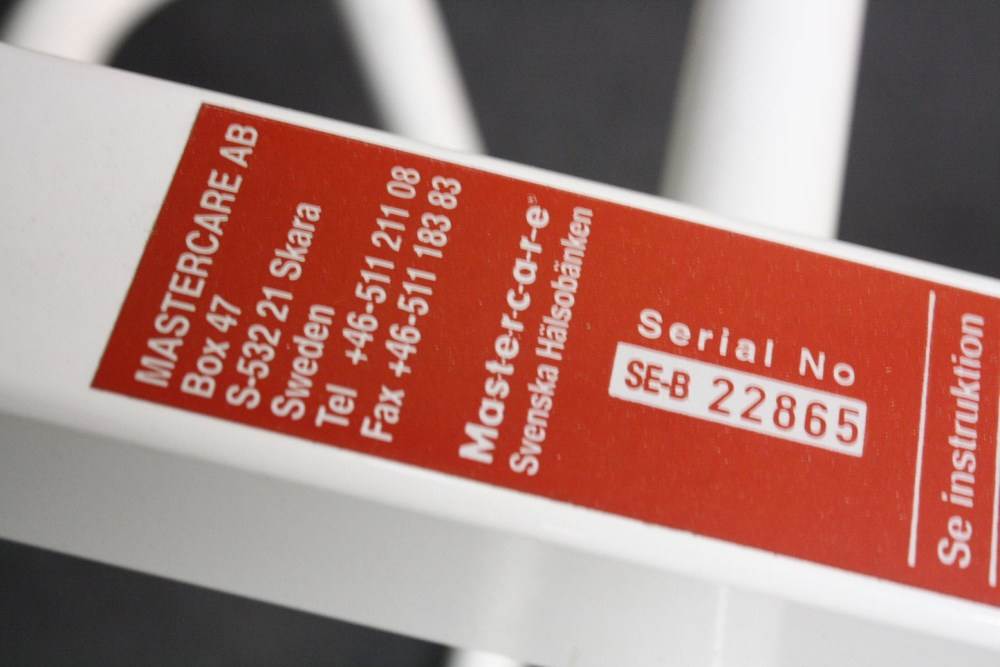 MASTERCARE AB
Box 47
S-532 21 Skara
Sweden
Tel +46-511 211 08
Fax +46-511 183 83
Mastercare®
Svenska Hälsobänken
Serial No
SE-B 22865
Se instruktion